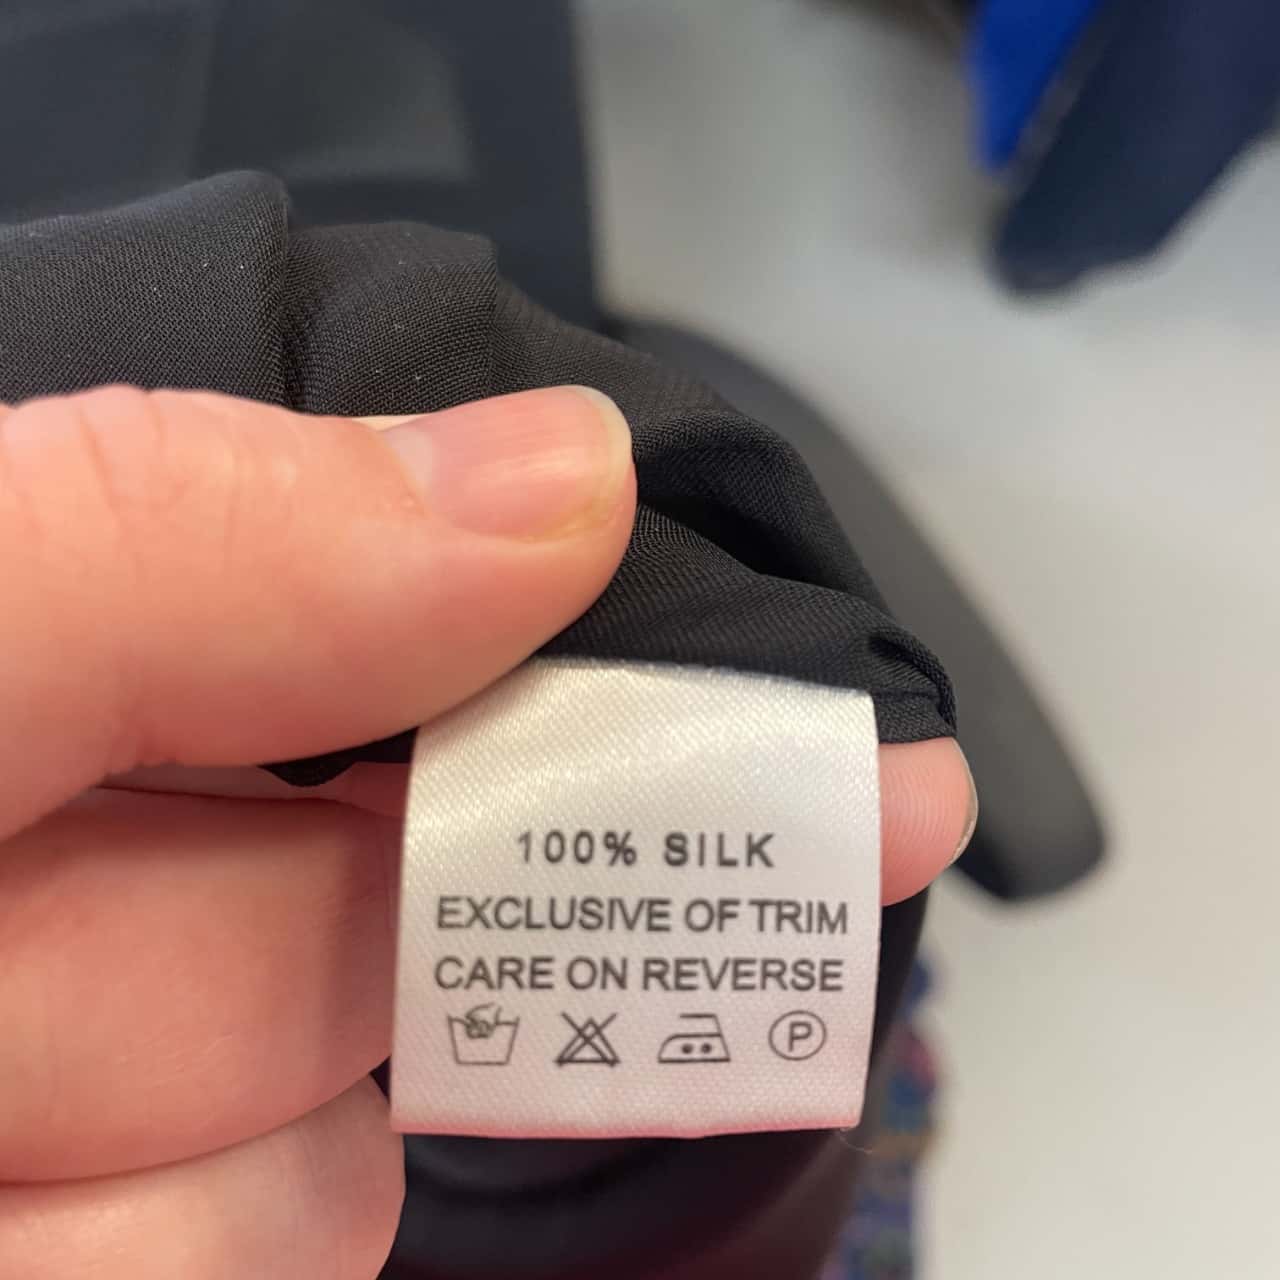 100% SILK
EXCLUSIVE OF TRIM
CARE ON REVERSE
P